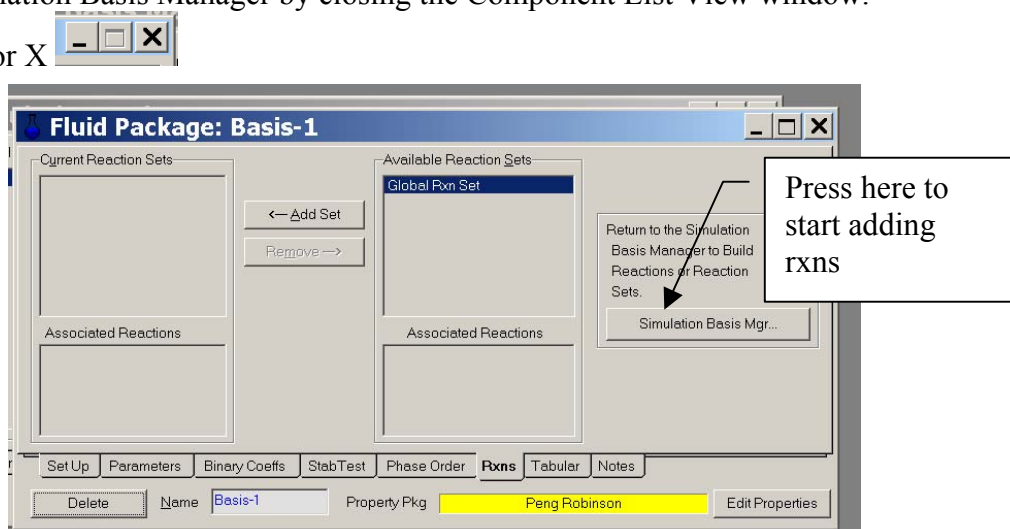 ation Basis Manager by closing the Component List View window.
or X
Fluid Package: Basis-1
Current Reaction Sets
Available Reaction Sets
Global Rxn Set
<— Add Set
Remove —>
Return to the Simulation
Basis Manager to Build
Reactions or Reaction
Sets.
Simulation Basis Mgr...
Press here to
start adding
rxns
Associated Reactions
Associated Reactions
Set Up Parameters Binary Coeffs StabTest Phase Order Rxns Tabular Notes
Delete Name Basis-1 Property Pkg Peng Robinson Edit Properties